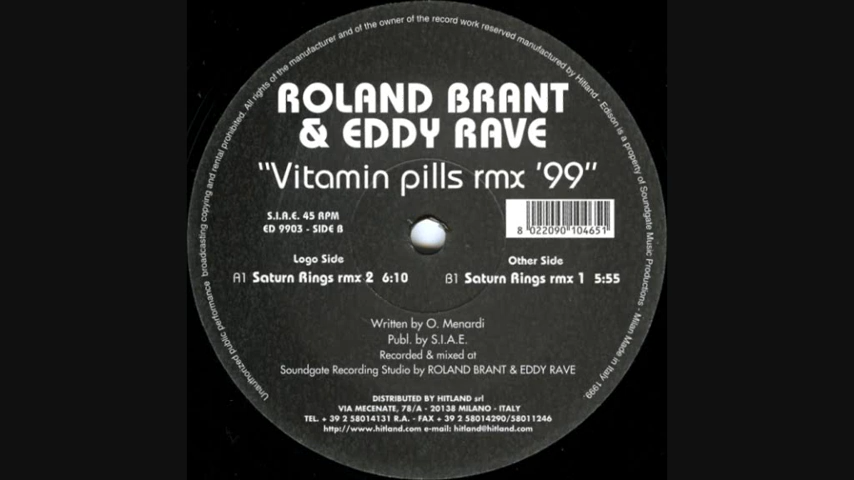 Unauthorized public performance broadcasting copying and rental prohibited. All rights of the manufacturer and of the owner of the record work reserved manufactured by Hitland - Edison is a property of Soundgate Music Productions - Milan Made in Italy 1999.
ROLAND BRANT
& EDDY RAVE
"Vitamin pills rmx '99"
S.I.A.E. 45 RPM
ED 9903 - SIDE B
8 022090 104651
Logo Side
A1 Saturn Rings rmx 2 6:10
Other Side
B1 Saturn Rings rmx 1 5:55
Written by O. Menardi
Publ. by S.I.A.E.
Recorded & mixed at
Soundgate Recording Studio by ROLAND BRANT & EDDY RAVE
DISTRIBUTED BY HITLAND srl
VIA MECENATE, 78/A - 20138 MILANO - ITALY
TEL. + 39 2 58014131 R.A. - FAX + 39 2 58014290/58011246
http://www.hitland.com e-mail: hitland@hitland.com